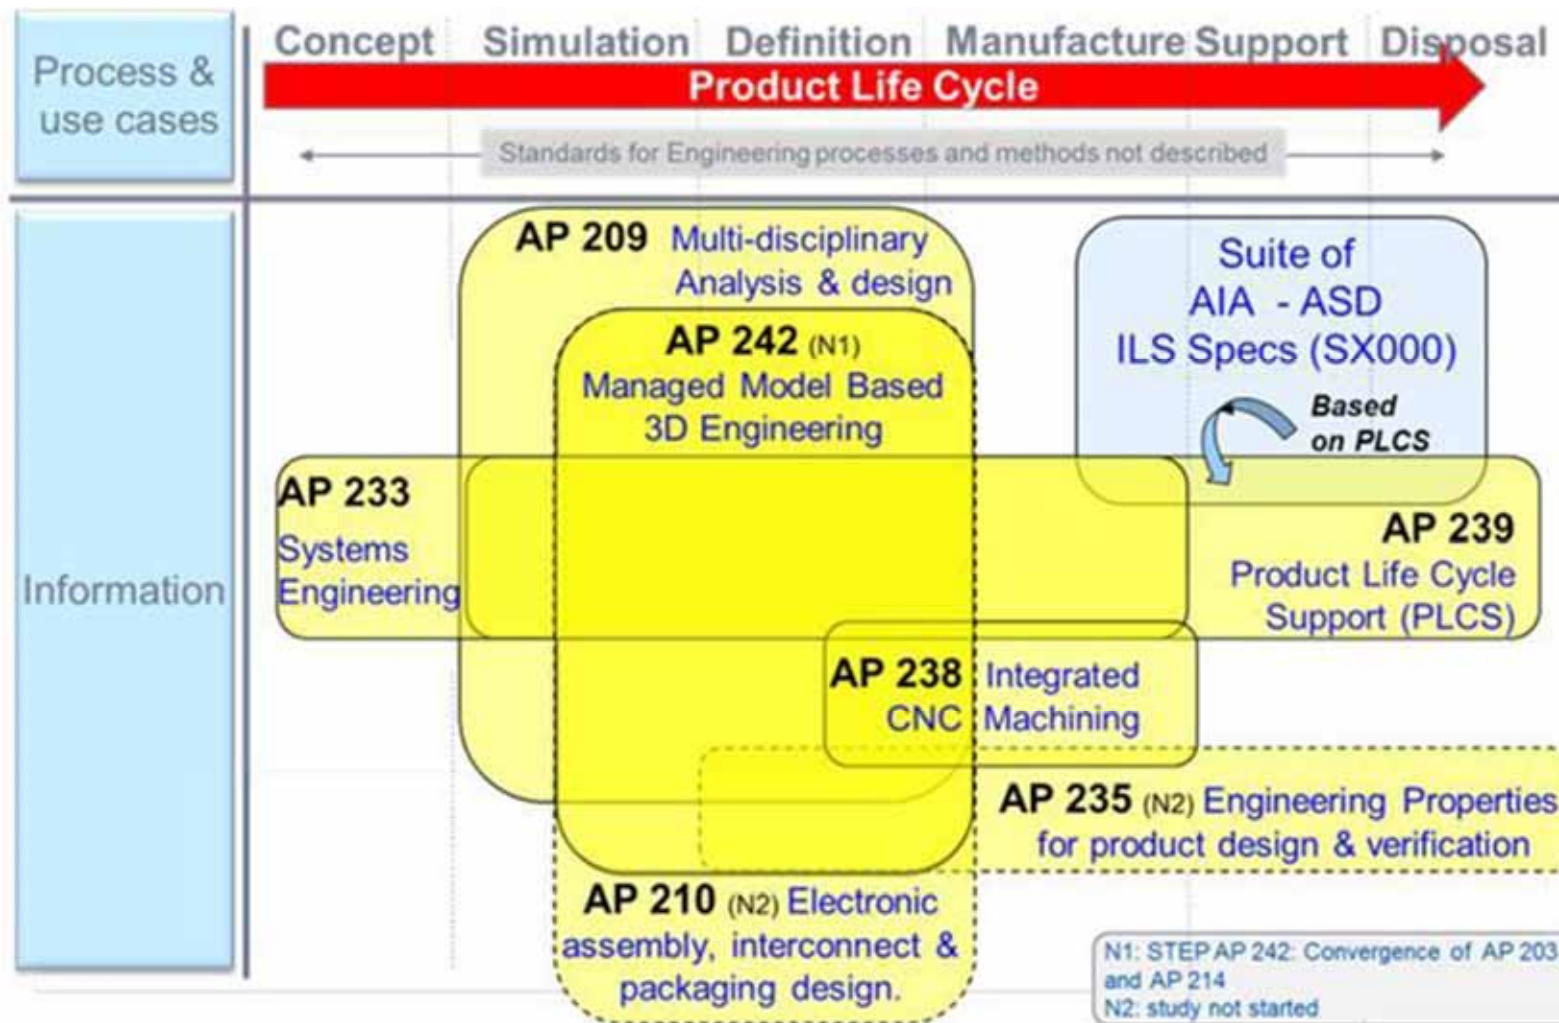 Process &
use cases
Concept Simulation Definition Manufacture Support Disposal
Product Life Cycle
Standards for Engineering processes and methods not described
Information
AP 209 Multi-disciplinary
Analysis & design
AP 242 (N1)
Managed Model Based
3D Engineering
Suite of
AIA - ASD
ILS Specs (SX000)
Based
on PLCS
AP 233
Systems
Engineering
AP 239
Product Life Cycle
Support (PLCS)
AP 238 Integrated
CNC Machining
AP 235 (N2) Engineering Properties
for product design & verification
AP 210 (N2) Electronic
assembly, interconnect &
packaging design.
N1: STEP AP 242: Convergence of AP 203
and AP 214
N2: study not started